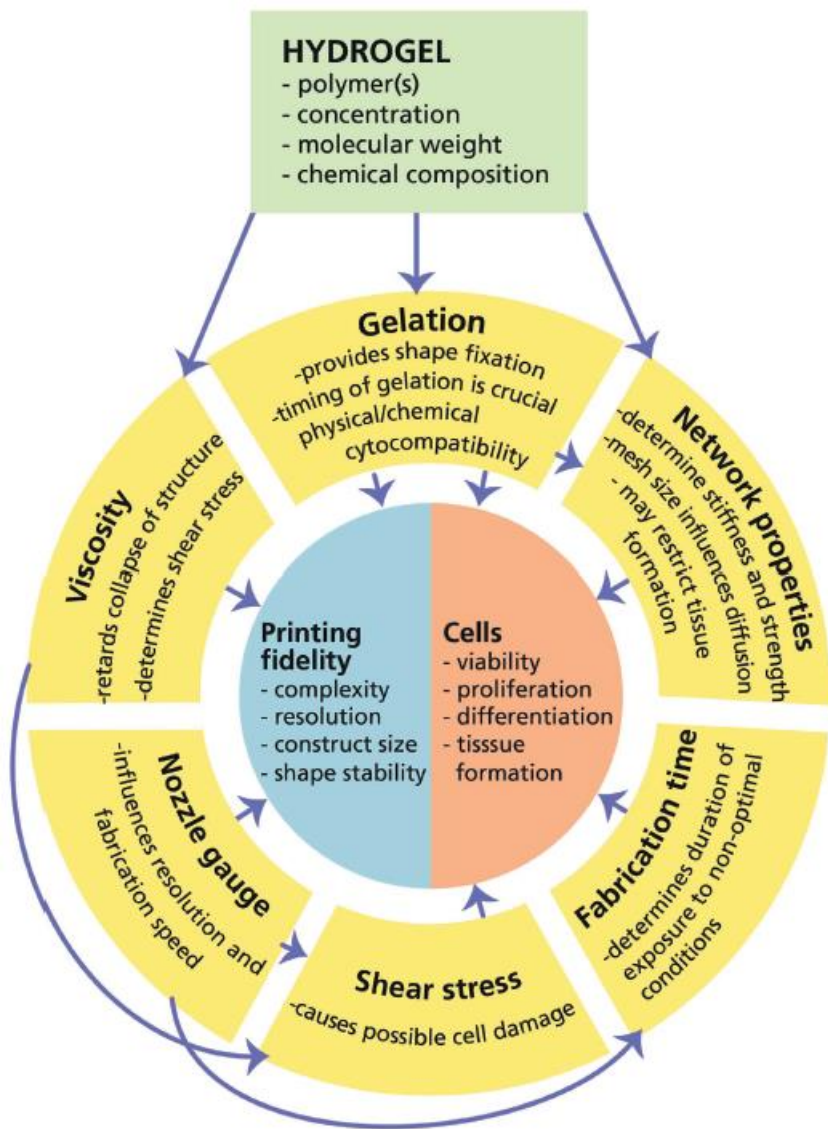 HYDROGEL
- polymer(s)
- concentration
- molecular weight
- chemical composition
Gelation
-provides shape fixation
-timing of gelation is crucial
physical/chemical
cytocompatibility
Viscosity
-retards collapse of structure
-determines shear stress
Network properties
-determine stiffness and strength
-mesh size influences diffusion
- may restrict tissue
formation
Printing
fidelity
- complexity
- resolution
- construct size
- shape stability
Cells
- viability
- proliferation
- differentiation
- tisssue
formation
Nozzle gauge
-influences resolution and
fabrication speed
Shear stress
-causes possible cell damage
Fabrication time
-determines duration of
exposure to non-optimal
conditions